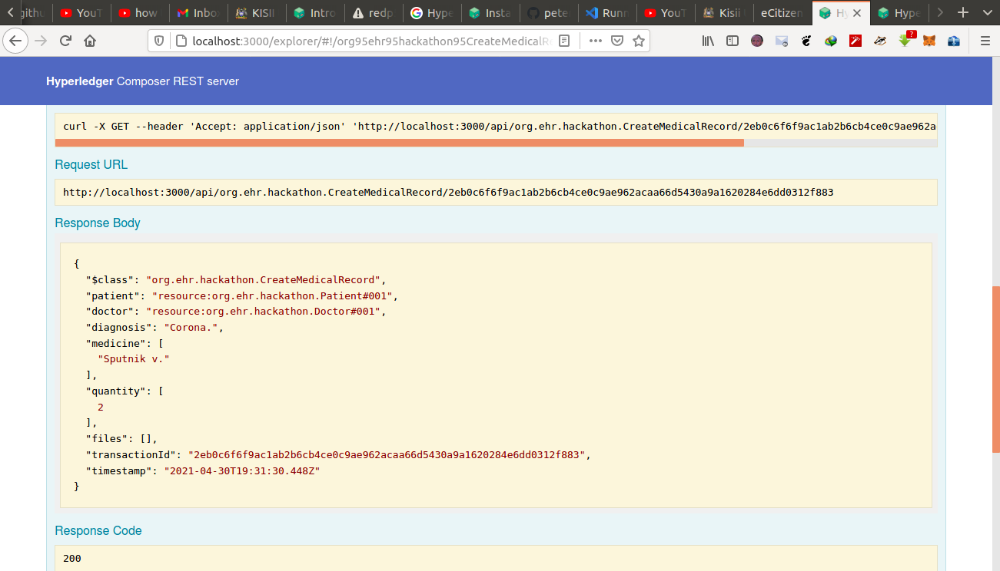 githu
YouT
how
Inbo
KISII
Intro
redp
Hype
Insta
pete
Runn
YouT
Kisii
eCitizen
Hy
Hype
localhost:3000/explorer/#!/org95ehr95hackathon95CreateMedicalR
?
Hyperledger Composer REST server
curl -X GET --header 'Accept: application/json' 'http://localhost:3000/api/org.ehr.hackathon.CreateMedicalRecord/2eb0c6f6f9ac1ab2b6cb4ce0c9ae962a
Request URL
http://localhost:3000/api/org.ehr.hackathon.CreateMedicalRecord/2eb0c6f6f9ac1ab2b6cb4ce0c9ae962acaa66d5430a9a1620284e6dd0312f883
Response Body
{
"$class": "org.ehr.hackathon.CreateMedicalRecord",
"patient": "resource:org.ehr.hackathon.Patient#001",
"doctor": "resource:org.ehr.hackathon.Doctor#001",
"diagnosis": "Corona.",
"medicine": [
"Sputnik v."
],
"quantity": [
2
],
"files": [],
"transactionId": "2eb0c6f6f9ac1ab2b6cb4ce0c9ae962acaa66d5430a9a1620284e6dd0312f883",
"timestamp": "2021-04-30T19:31:30.448Z"
}
Response Code
200